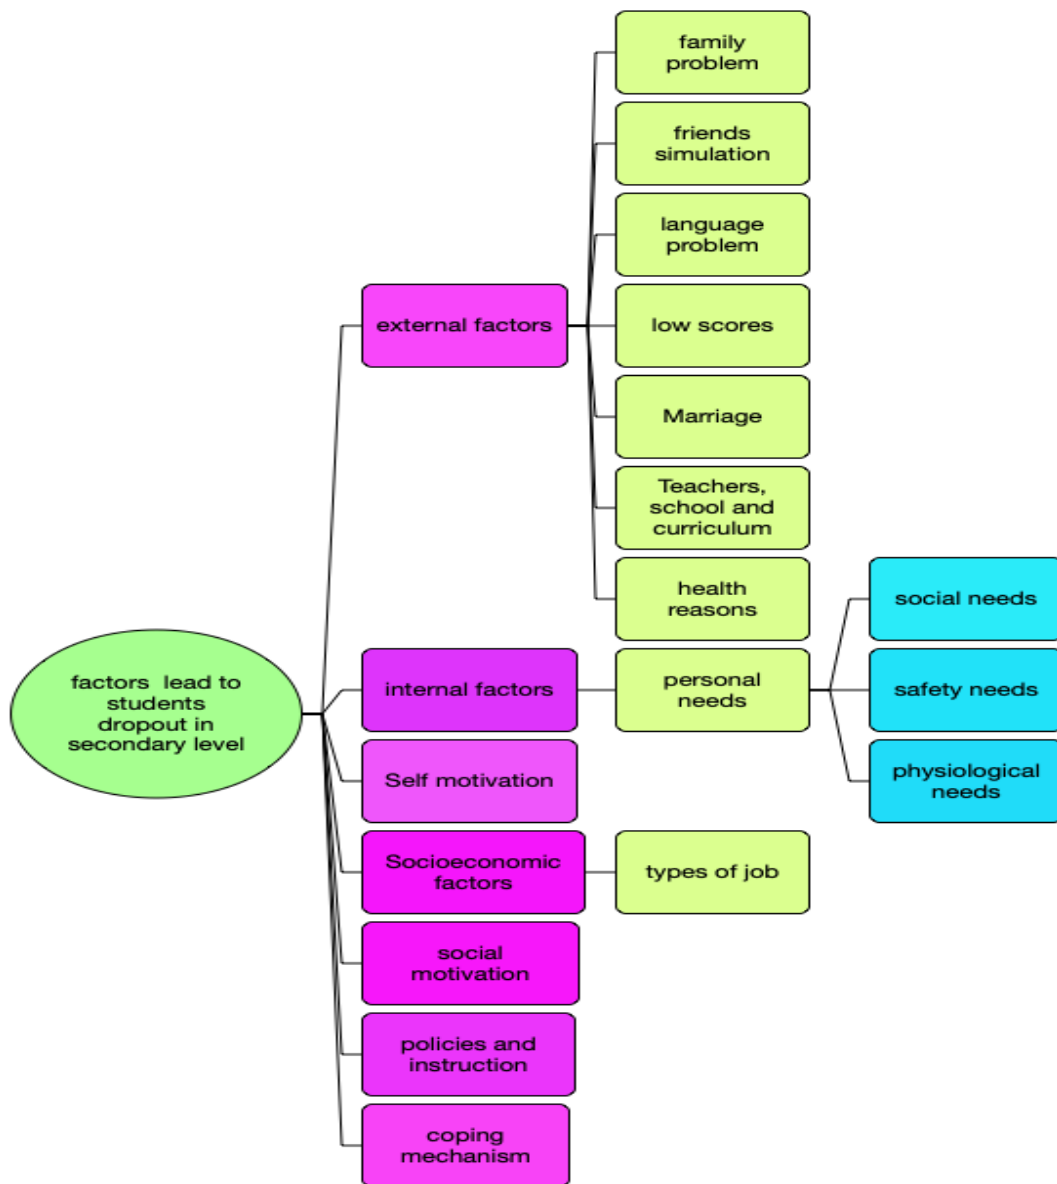 family
problem
friends
simulation
language
problem
external factors
low scores
Marriage
Teachers,
school and
curriculum
health
reasons
social needs
factors  lead to
students
dropout in
secondary level
internal factors
personal
needs
safety needs
Self motivation
physiological
needs
Socioeconomic
factors
types of job
social
motivation
policies and
instruction
coping
mechanism